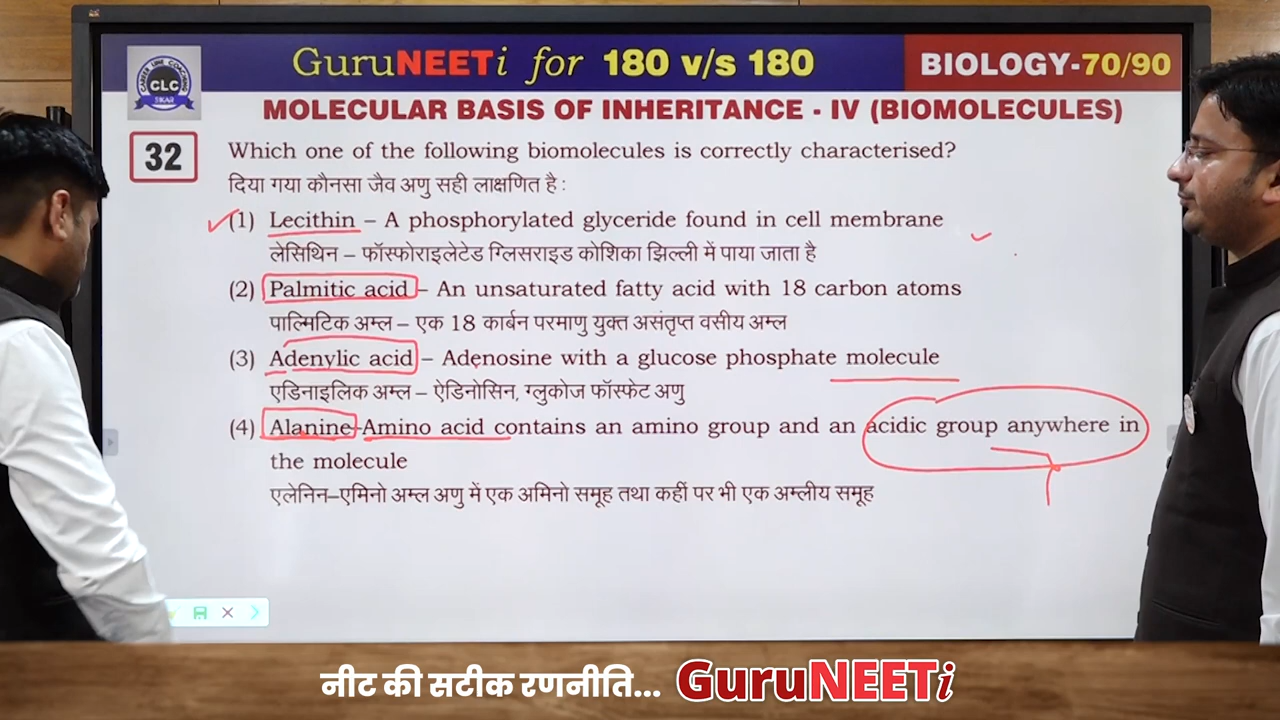 GuruNEETi for 180 v/s 180
BIOLOGY-70/90
CAREER LINE COACHING
CLC
SIKAR
MOLECULAR BASIS OF INHERITANCE - IV (BIOMOLECULES)
32
Which one of the following biomolecules is correctly characterised?
दिया गया कौनसा जैव अणु सही लाक्षणित है :
(1) Lecithin – A phosphorylated glyceride found in cell membrane
लेसिथिन – फॉस्फोराइलेटेड ग्लिसराइड कोशिका झिल्ली में पाया जाता है
(2) Palmitic acid – An unsaturated fatty acid with 18 carbon atoms
पाल्मिटिक अम्ल – एक 18 कार्बन परमाणु युक्त असंतृप्त वसीय अम्ल
(3) Adenylic acid – Adenosine with a glucose phosphate molecule
एडिनाइलिक अम्ल – ऐडिनोसिन, ग्लुकोज फॉस्फेट अणु
(4) Alanine-Amino acid contains an amino group and an acidic group anywhere in
the molecule
एलेनिन–एमिनो अम्ल अणु में एक अमिनो समूह तथा कहीं पर भी एक अम्लीय समूह
नीट की सटीक रणनीति... GuruNEETi